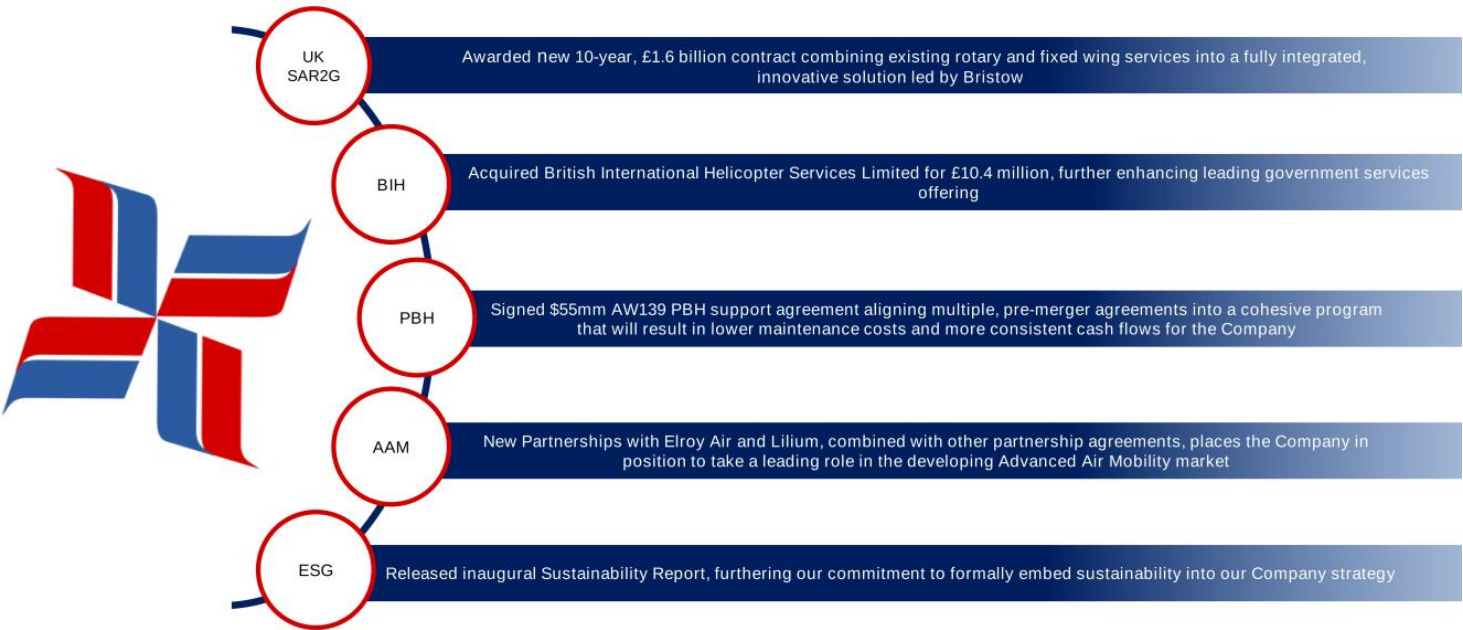 UK
SAR2G
Awarded new 10-year, £1.6 billion contract combining existing rotary and fixed wing services into a fully integrated,
innovative solution led by Bristow
BIH
Acquired British International Helicopter Services Limited for £10.4 million, further enhancing leading government services
offering
PBH
Signed $55mm AW139 PBH support agreement aligning multiple, pre-merger agreements into a cohesive program
that will result in lower maintenance costs and more consistent cash flows for the Company
AAM
New Partnerships with Elroy Air and Lilium, combined with other partnership agreements, places the Company in
position to take a leading role in the developing Advanced Air Mobility market
ESG
Released inaugural Sustainability Report, furthering our commitment to formally embed sustainability into our Company strategy